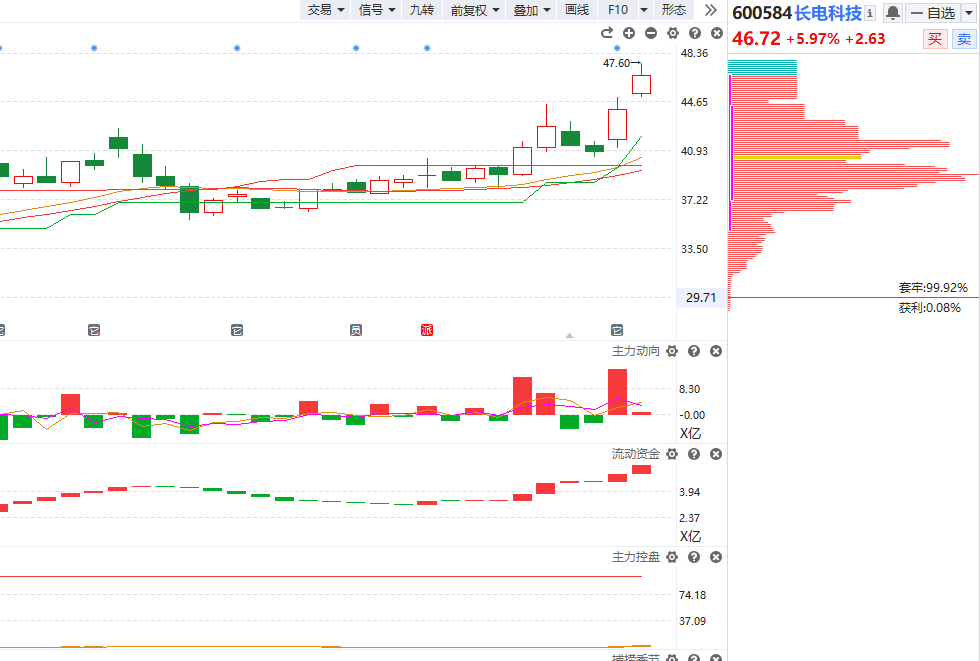 交易 信号 九转 前复权 叠加 画线 F10 形态
600584 长电科技 自选
46.72 +5.97% +2.63 买 卖
48.36
47.60
44.65
40.93
37.22
33.50
29.71
套牢:99.92%
获利:0.08%
它 它 员 派 它
主力动向
8.30
-0.00
X亿
流动资金
3.94
2.37
X亿
主力控盘
74.18
37.09